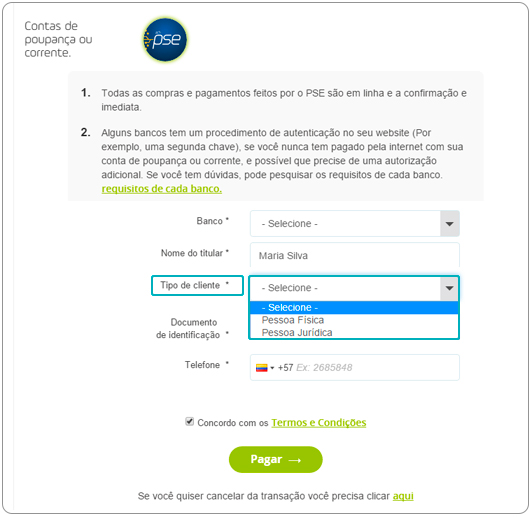 Contas de
poupança ou
corrente.
pse
1. Todas as compras e pagamentos feitos por o PSE são em linha e a confirmação e
imediata.
2. Alguns bancos tem um procedimento de autenticação no seu website (Por
exemplo, uma segunda chave), se você nunca tem pagado pela internet com sua
conta de poupança ou corrente, e possível que precise de uma autorização
adicional. Se você tem dúvidas, pode pesquisar os requisitos de cada banco.
requisitos de cada banco.
Banco * - Selecione -
Nome do titular * Maria Silva
Tipo de cliente * - Selecione -
- Selecione -
Pessoa Física
Pessoa Jurídica
Documento
de identificação *
Telefone * +57 Ex: 2685848
Concordo com os Termos e Condições
Pagar →
Se você quiser cancelar da transação você precisa clicar aqui